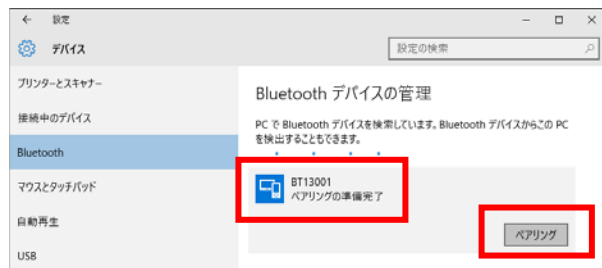 ← 設定
デバイス
設定の検索
プリンターとスキャナー
接続中のデバイス
Bluetooth
マウスとタッチパッド
自動再生
USB
Bluetooth デバイスの管理
PC で Bluetooth デバイスを検索しています。Bluetooth デバイスからこの PC
を検出することもできます。
BT13001
ペアリングの準備完了
ペアリング